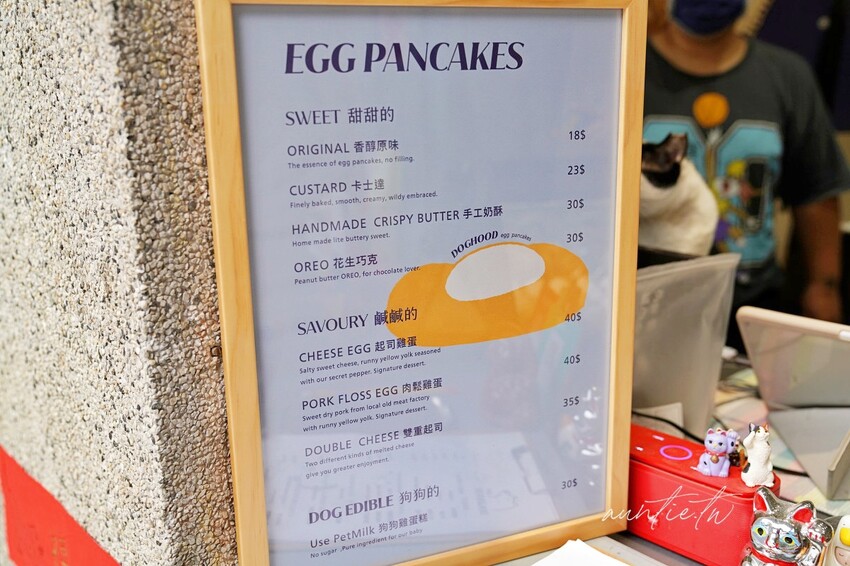 EGG PANCAKES
SWEET 甜甜的
ORIGINAL 香醇原味 18$
The essence of egg pancakes, no filling.
CUSTARD 卡士達 23$
Finely baked, smooth, creamy, wildy embraced.
HANDMADE CRISPY BUTTER 手工奶酥 30$
Home made lite buttery sweet.
OREO 花生巧克 30$
Peanut butter OREO, for chocolate lover.
DOGHOOD egg pancakes
SAVOURY 鹹鹹的
CHEESE EGG 起司雞蛋 40$
Salty sweet cheese, runny yellow yolk seasoned
with our secret pepper. Signature dessert.
PORK FLOSS EGG 肉鬆雞蛋 40$
Sweet dry pork from local old meat factory
with runny yellow yolk. Signature dessert.
DOUBLE CHEESE 雙重起司 35$
Two different kinds of melted cheese
give you greater enjoyment.
DOG EDIBLE 狗狗的
Use PetMilk 狗狗雞蛋糕 30$
No sugar. Pure ingredient for our baby
auntie.tw